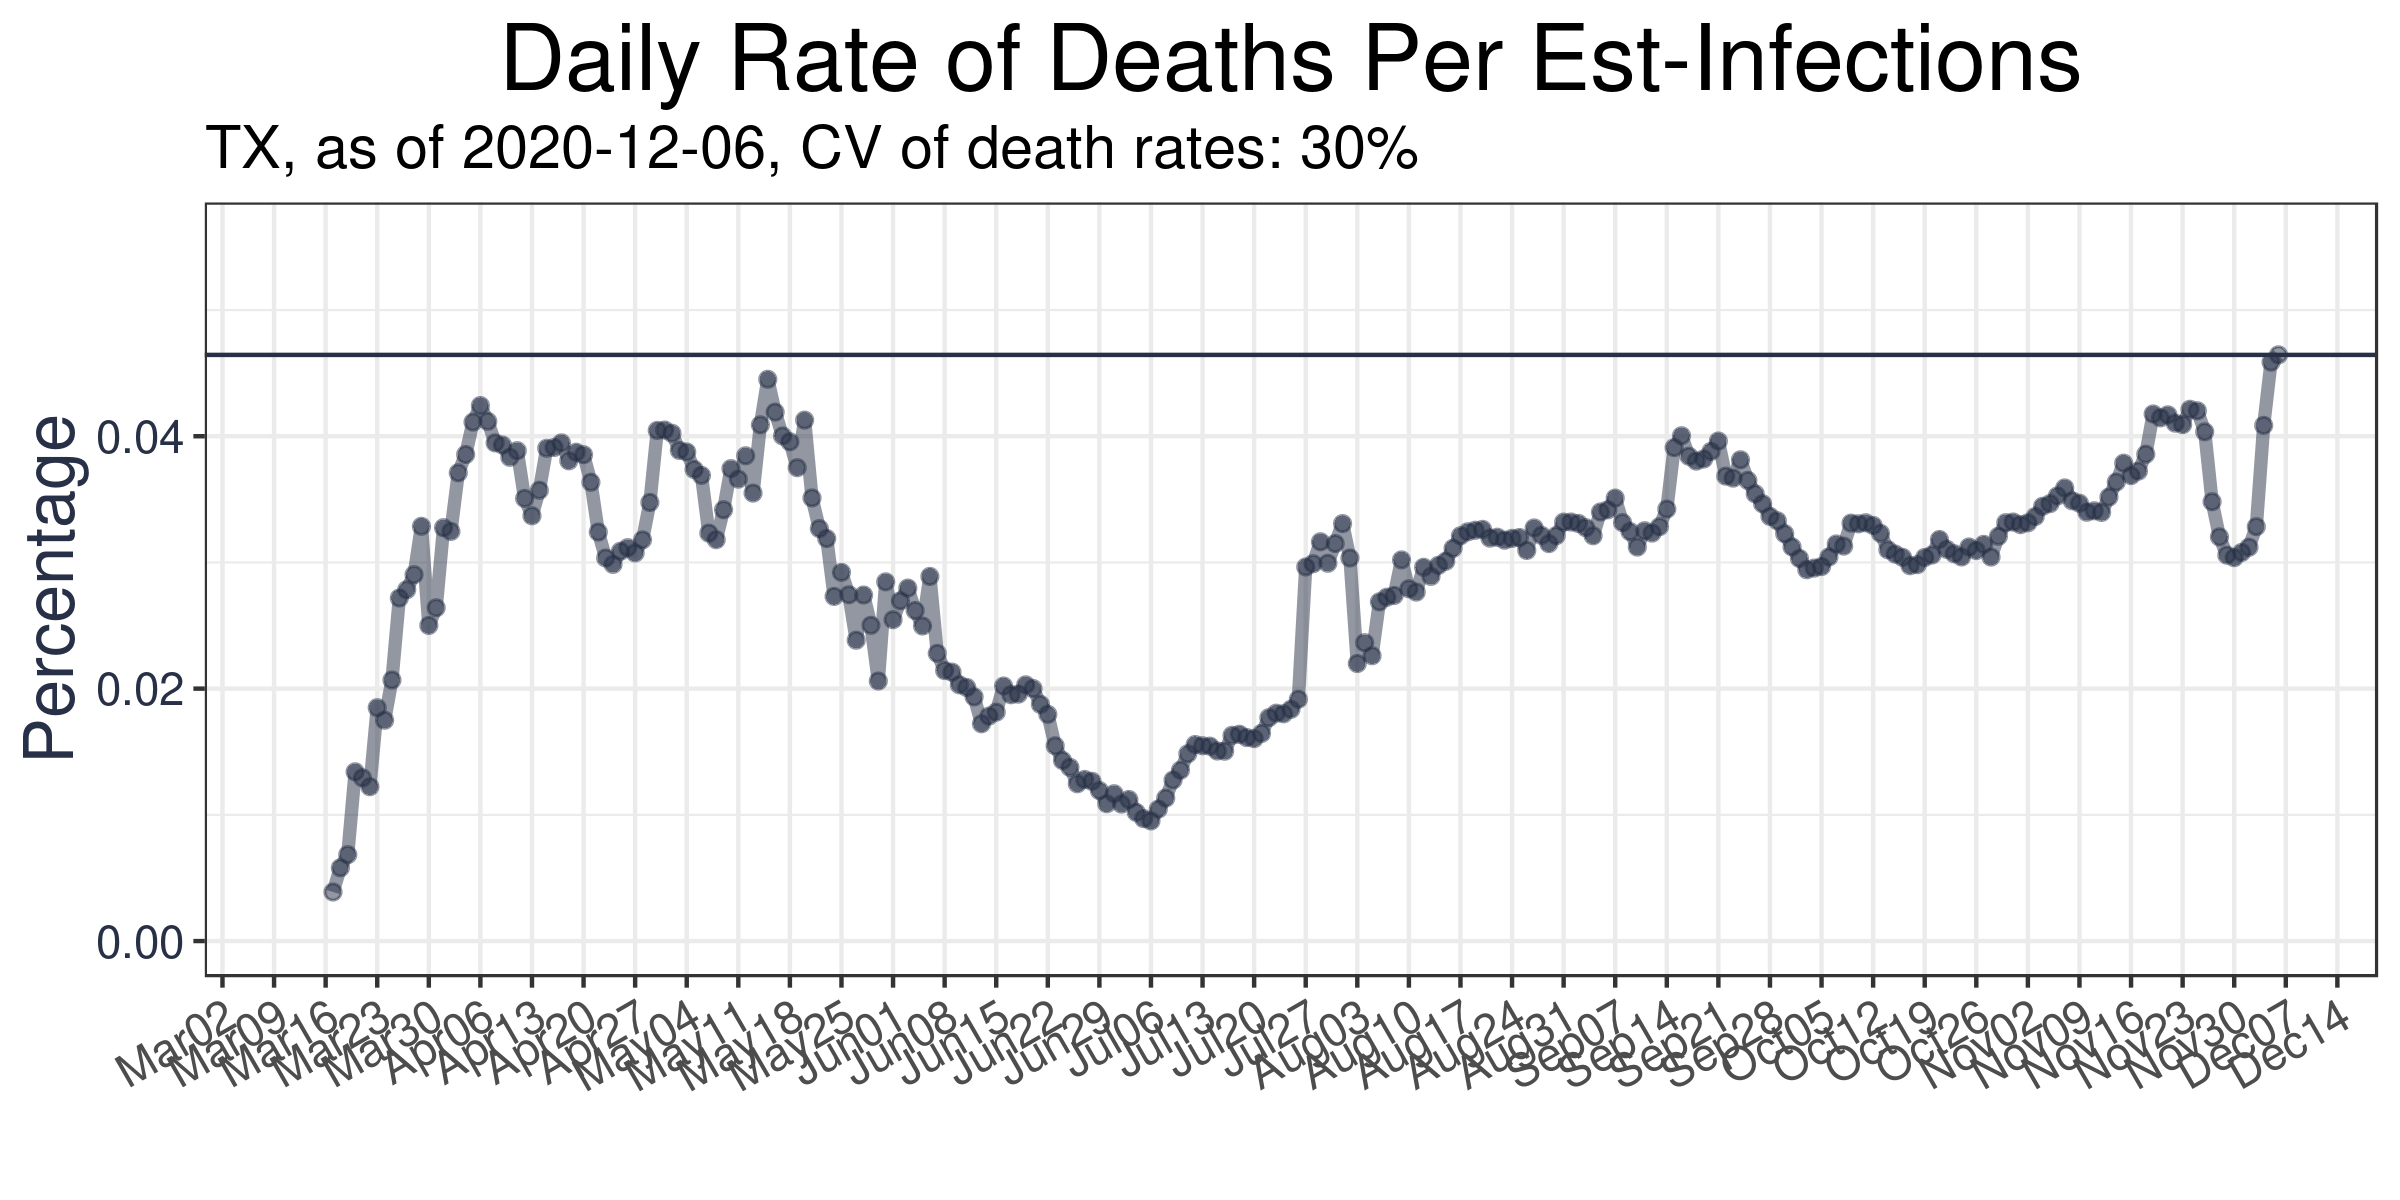 Daily Rate of Deaths Per Est-Infections
TX, as of 2020-12-06, CV of death rates: 30%
Percentage
0.04
0.02
0.00
Mar02
Mar09
Mar16
Mar23
Mar30
Apr06
Apr13
Apr20
Apr27
May04
May11
May18
May25
Jun01
Jun08
Jun15
Jun22
Jun29
Jul06
Jul13
Jul20
Jul27
Aug03
Aug10
Aug17
Aug24
Aug31
Sep07
Sep14
Sep21
Sep28
Oct05
Oct12
Oct19
Oct26
Nov02
Nov09
Nov16
Nov23
Nov30
Dec07
Dec14